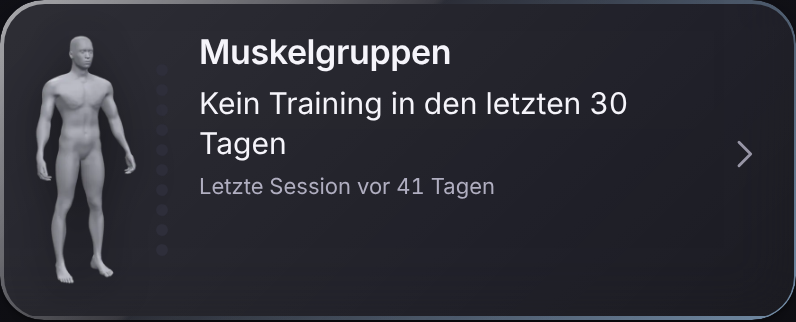 Muskelgruppen
Kein Training in den letzten 30
Tagen
Letzte Session vor 41 Tagen